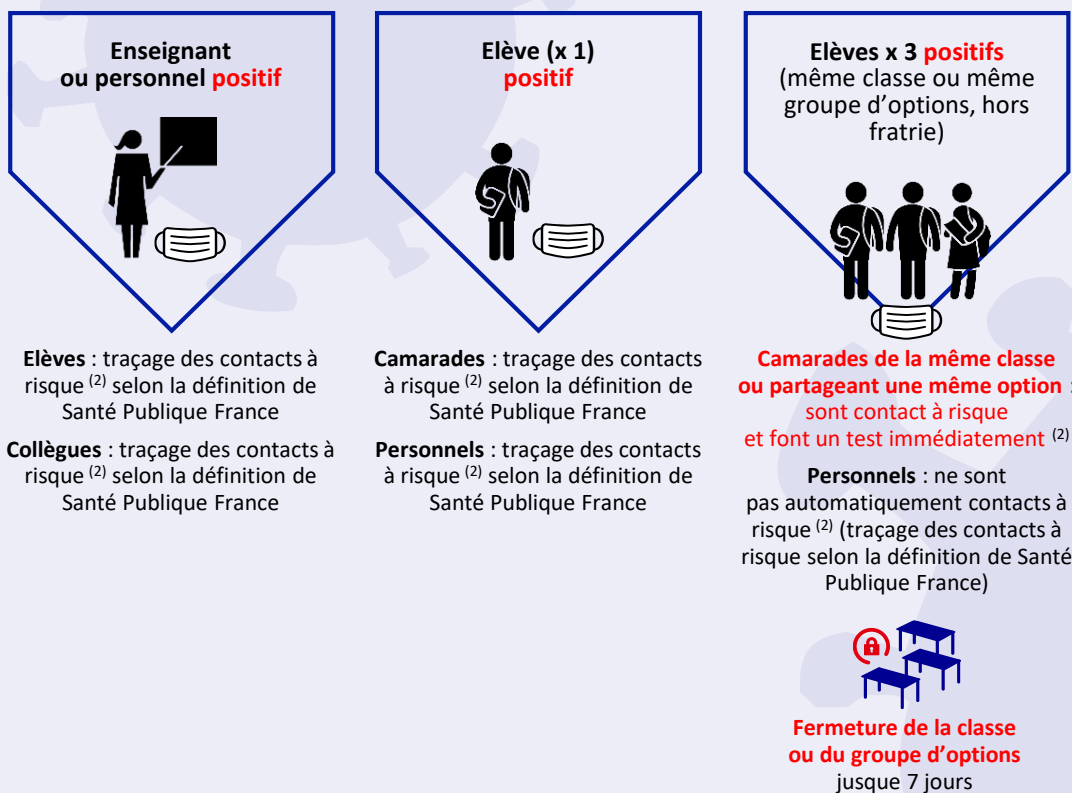 Enseignant
ou personnel positif
Elèves : traçage des contacts à
risque (2) selon la définition de
Santé Publique France
Collègues : traçage des contacts à
risque (2) selon la définition de
Santé Publique France
Elève (x 1)
positif
Camarades : traçage des contacts
à risque (2) selon la définition de
Santé Publique France
Personnels : traçage des contacts
à risque (2) selon la définition de
Santé Publique France
Elèves x 3 positifs
(même classe ou même
groupe d'options, hors
fratrie)
Camarades de la même classe
ou partageant une même option :
sont contact à risque
et font un test immédiatement (2)
Personnels : ne sont
pas automatiquement contacts à
risque (2) (traçage des contacts à
risque selon la définition de Santé
Publique France)
Fermeture de la classe
ou du groupe d'options
jusque 7 jours